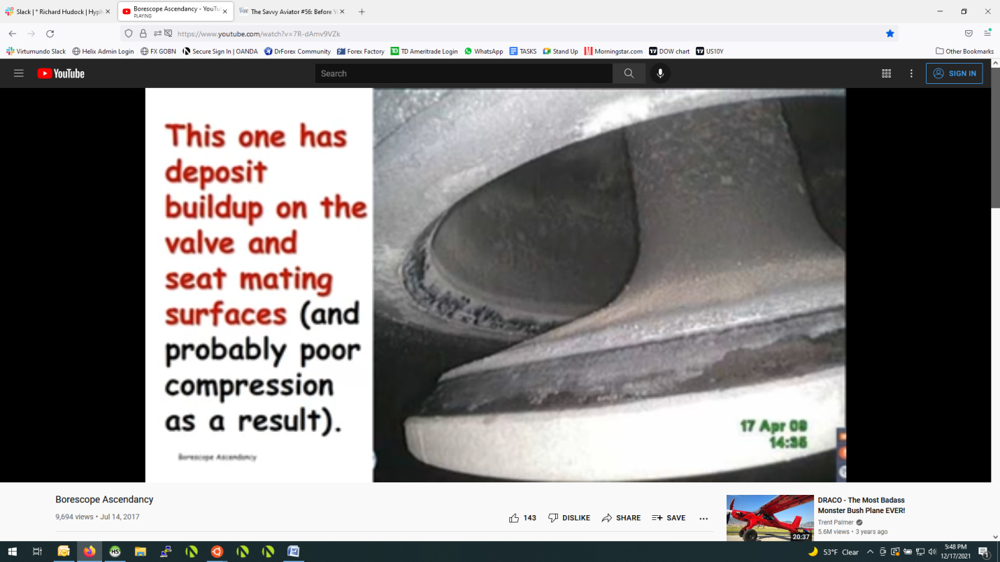 Slack | * Richard Hudock | Hyph
Borescope Ascendancy - YouTu
PLAYING
The Savvy Aviator #56: Before Yo
https://www.youtube.com/watch?v=7R-dAmv9VZk
Virtumundo Slack
Helix Admin Login
FX GOBN
Secure Sign In | OANDA
DrForex Community
Forex Factory
TD Ameritrade Login
WhatsApp
TASKS
Stand Up
Morningstar.com
DOW chart
US10Y
Other Bookmarks
YouTube
Search
SIGN IN
This one has
deposit
buildup on the
valve and
seat mating
surfaces (and
probably poor
compression
as a result).
Borescope Ascendancy
17 Apr 08
14:35
Borescope Ascendancy
9,694 views • Jul 14, 2017
143
DISLIKE
SHARE
SAVE
20:37
DRACO - The Most Badass
Monster Bush Plane EVER!
Trent Palmer
5.6M views • 3 years ago
53°F Clear
5:48 PM
12/17/2021